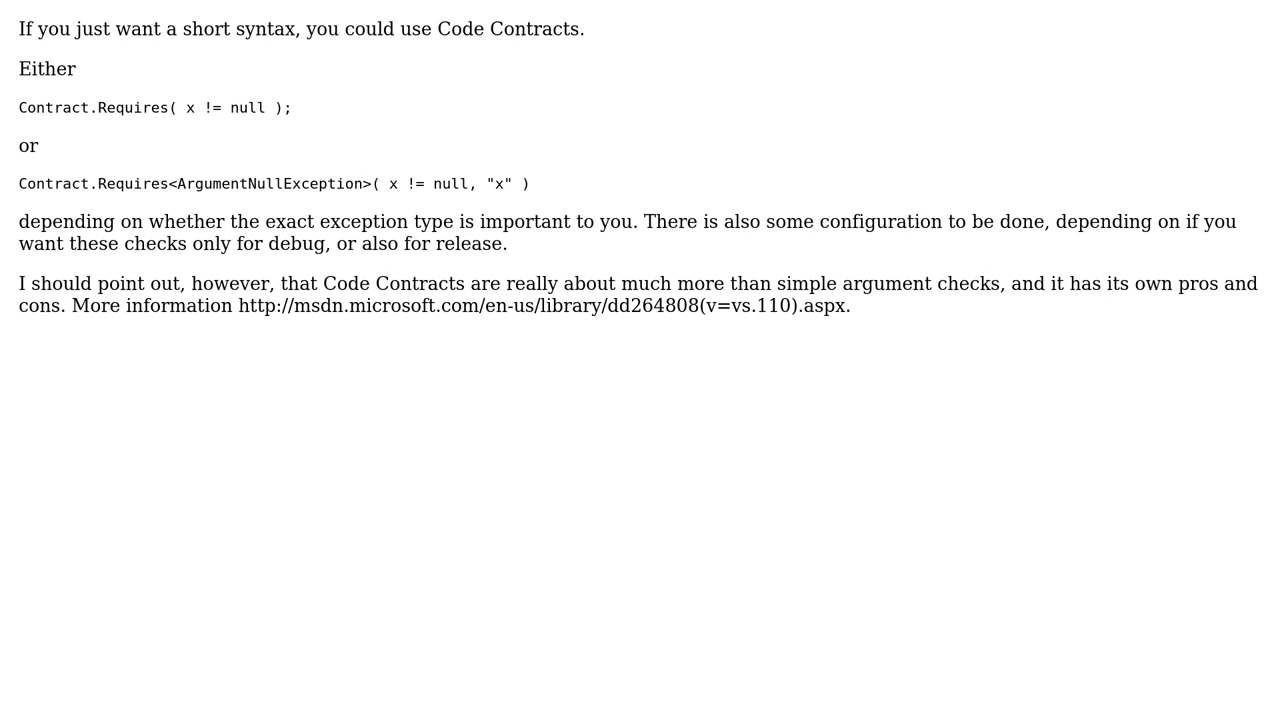 If you just want a short syntax, you could use Code Contracts.
Either
Contract.Requires( x != null );
or
Contract.Requires<ArgumentNullException>( x != null, "x" )
depending on whether the exact exception type is important to you. There is also some configuration to be done, depending on if you
want these checks only for debug, or also for release.
I should point out, however, that Code Contracts are really about much more than simple argument checks, and it has its own pros and
cons. More information http://msdn.microsoft.com/en-us/library/dd264808(v=vs.110).aspx.